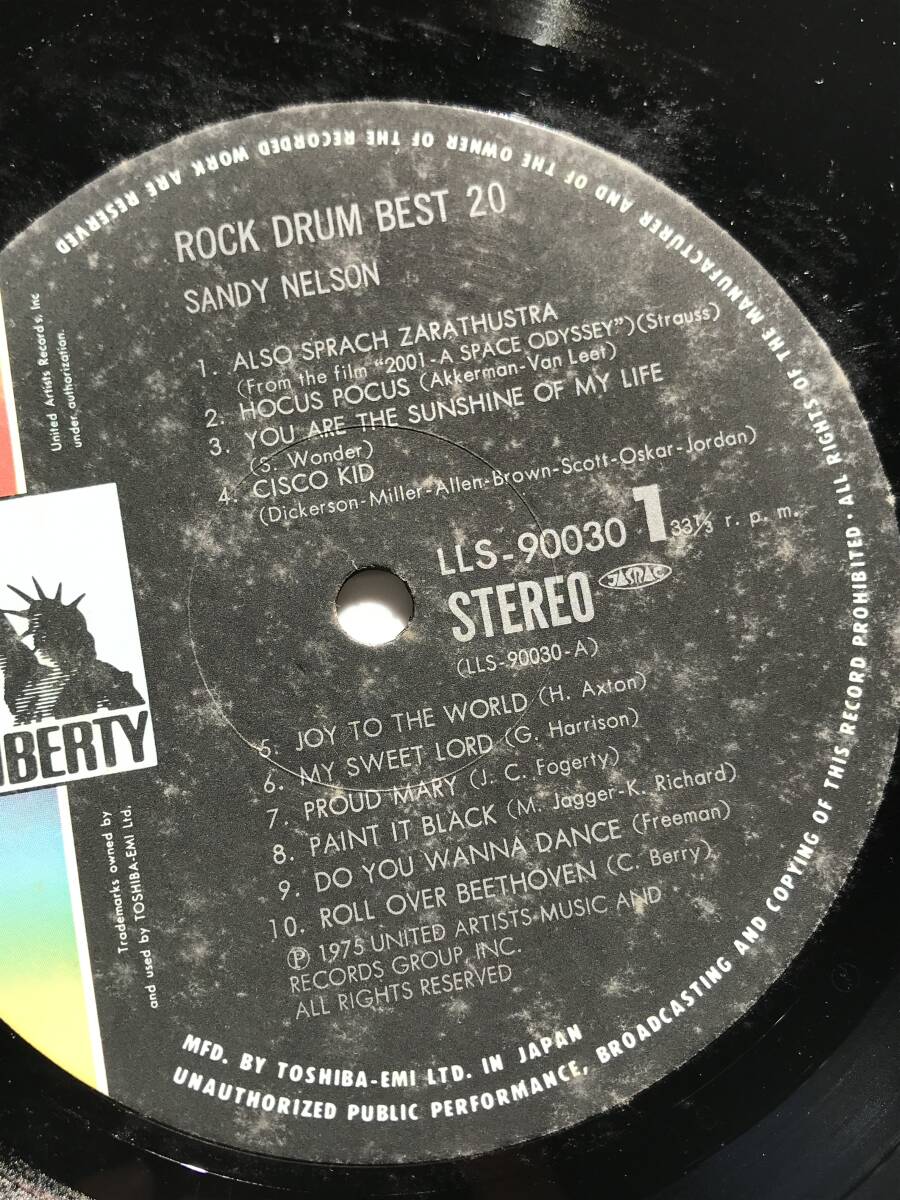 ROCK DRUM BEST 20
SANDY NELSON
1. ALSO SPRACH ZARATHUSTRA
(From the film "2001-A SPACE ODYSSEY")(Strauss)
2. HOCUS POCUS (Akkerman-Van Leet)
3. YOU ARE THE SUNSHINE OF MY LIFE
(S. Wonder)
4. CISCO KID
(Dickerson-Miller-Allen-Brown-Scott-Oskar-Jordan)
LLS-90030 1 33 1/3 r. p. m.
STEREO JASRAC
(LLS-90030-A)
5. JOY TO THE WORLD (H. Axton)
6. MY SWEET LORD (G. Harrison)
7. PROUD MARY (J. C. Fogerty)
8. PAINT IT BLACK (M. Jagger-K. Richard)
9. DO YOU WANNA DANCE (Freeman)
10. ROLL OVER BEETHOVEN (C. Berry)
Ⓟ 1975 UNITED ARTISTS MUSIC AND
RECORDS GROUP, INC.
ALL RIGHTS RESERVED
MFD. BY TOSHIBA-EMI LTD. IN JAPAN
UNAUTHORIZED PUBLIC PERFORMANCE, BROADCASTING AND COPYING OF THIS RECORD PROHIBITED · ALL RIGHTS OF THE MANUFACTURER AND OF THE OWNER OF THE RECORDED WORK ARE RESERVED
United Artists Records, Inc
under authorization.
IBERTY
Trademarks owned by
and used by TOSHIBA-EMI Ltd.